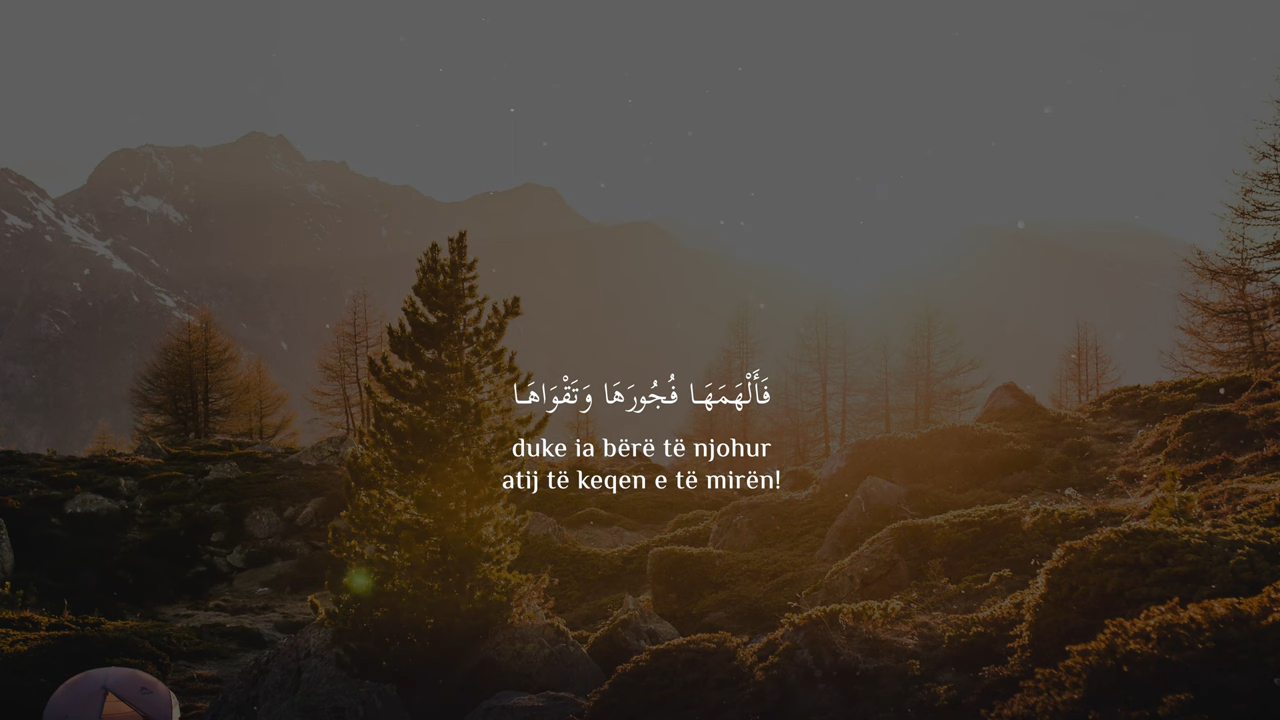 فَأَلْهَمَهَا فُجُورَهَا وَتَقْوَاهَا
duke ia bërë të njohur
atij të keqen e të mirën!